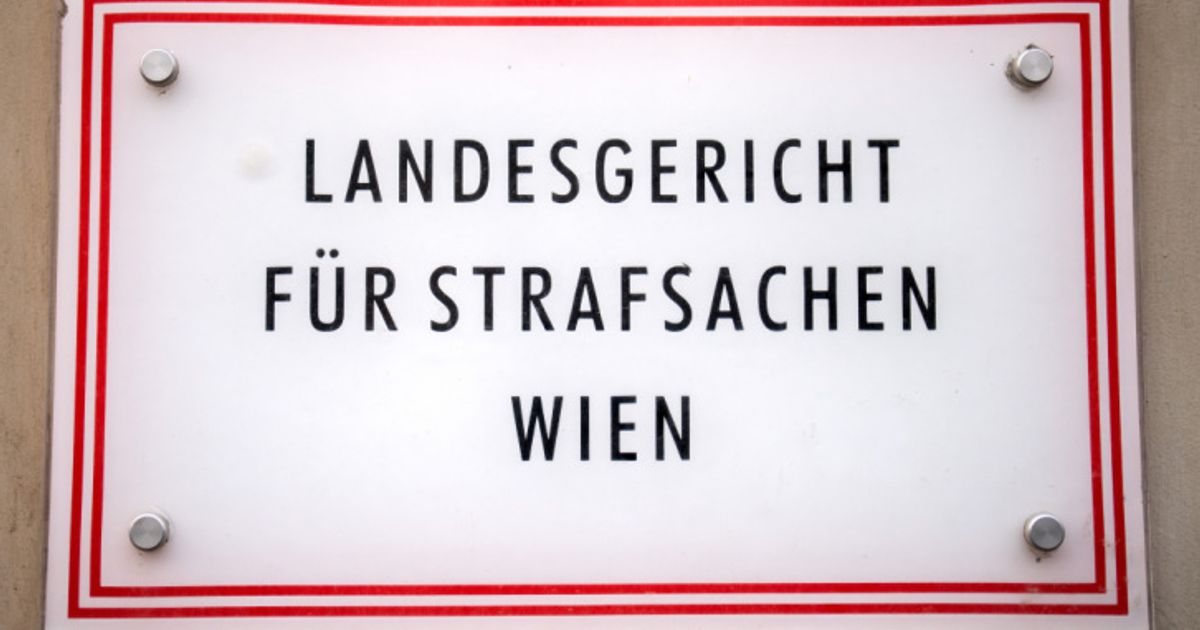 LANDESGERICHT
FÜR STRAFSACHEN
WIEN